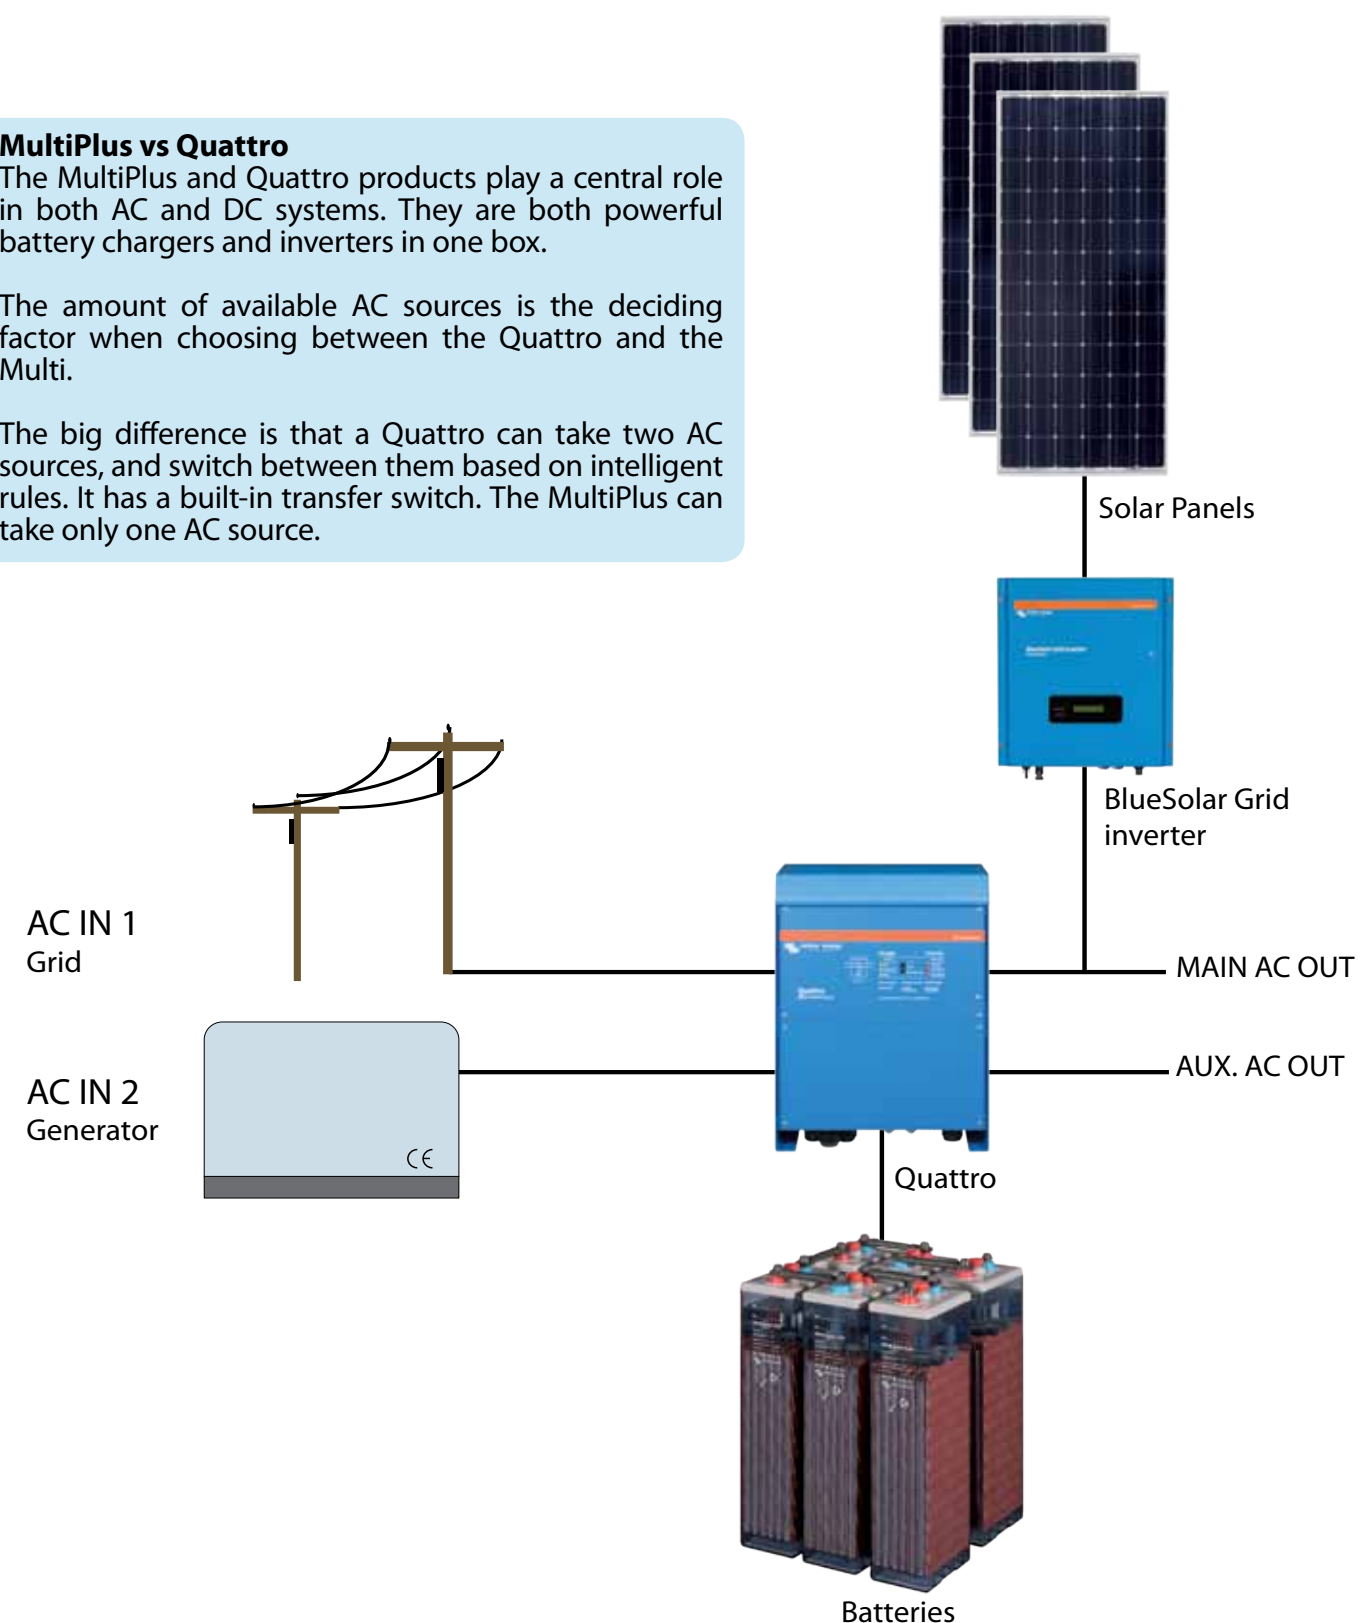 MultiPlus vs Quattro
The MultiPlus and Quattro products play a central role
in both AC and DC systems. They are both powerful
battery chargers and inverters in one box.
The amount of available AC sources is the deciding
factor when choosing between the Quattro and the
Multi.
The big difference is that a Quattro can take two AC
sources, and switch between them based on intelligent
rules. It has a built-in transfer switch. The MultiPlus can
take only one AC source.
Solar Panels
BlueSolar Grid
inverter
AC IN 1
Grid
MAIN AC OUT
AUX. AC OUT
AC IN 2
Generator
CE
Quattro
Quattro
Batteries